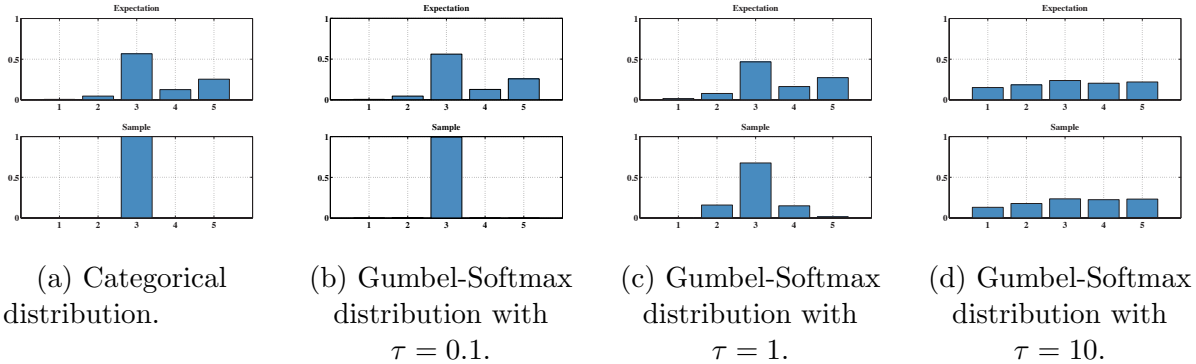 Expectation
1
0.5
0
1 2 3 4 5
Sample
1
0.5
0
1 2 3 4 5
(a) Categorical
distribution.
Expectation
1
0.5
0
1 2 3 4 5
Sample
1
0.5
0
1 2 3 4 5
(b) Gumbel-Softmax
distribution with
τ = 0.1.
Expectation
1
0.5
0
1 2 3 4 5
Sample
1
0.5
0
1 2 3 4 5
(c) Gumbel-Softmax
distribution with
τ = 1.
Expectation
1
0.5
0
1 2 3 4 5
Sample
1
0.5
0
1 2 3 4 5
(d) Gumbel-Softmax
distribution with
τ = 10.